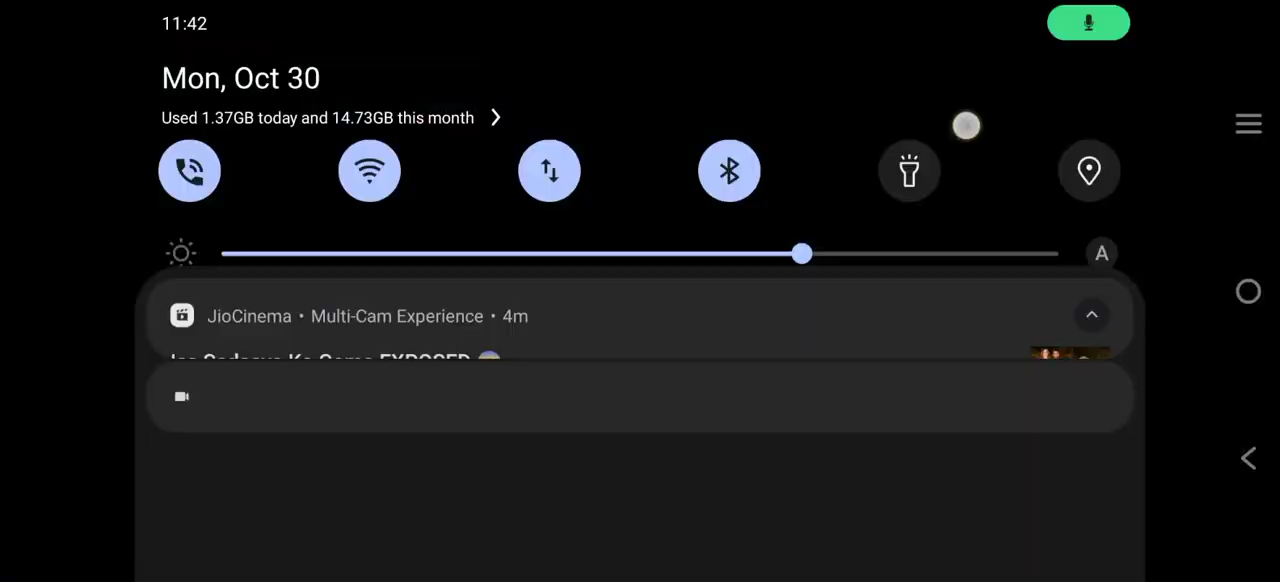 11:42
Mon, Oct 30
Used 1.37GB today and 14.73GB this month
A
JioCinema • Multi-Cam Experience • 4m
EXPOSED